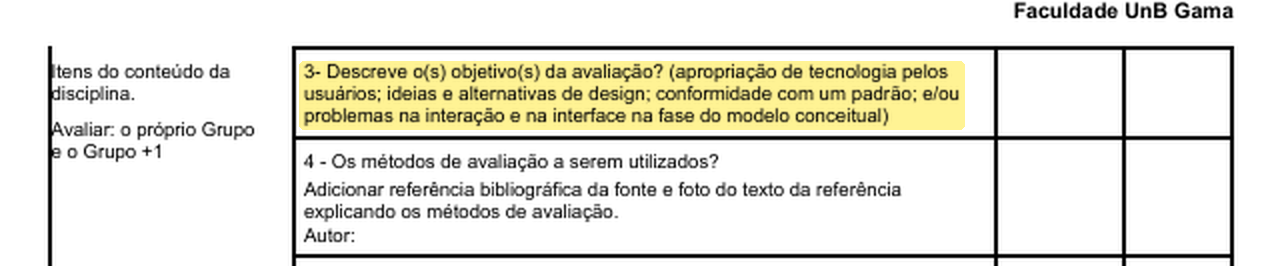 Faculdade UnB Gama
Itens do conteúdo da
disciplina.
Avaliar: o próprio Grupo
e o Grupo +1
3- Descreve o(s) objetivo(s) da avaliação? (apropriação de tecnologia pelos
usuários; ideias e alternativas de design; conformidade com um padrão; e/ou
problemas na interação e na interface na fase do modelo conceitual)
4 - Os métodos de avaliação a serem utilizados?
Adicionar referência bibliográfica da fonte e foto do texto da referência
explicando os métodos de avaliação.
Autor: